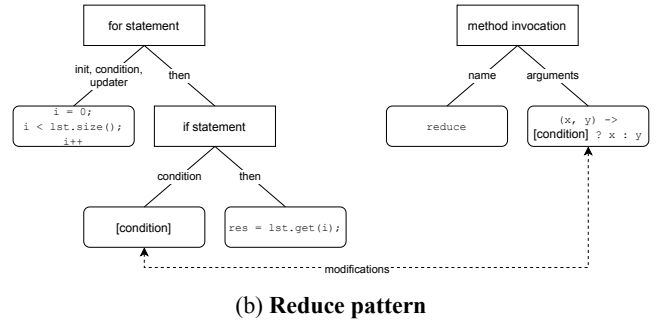 for statement
method invocation
init, condition,
updater
then
name
arguments
i = 0;
i < lst.size();
i++
if statement
reduce
(x, y) ->
[condition] ? x : y
condition
then
[condition]
res = lst.get(i);
modifications
(b) Reduce pattern